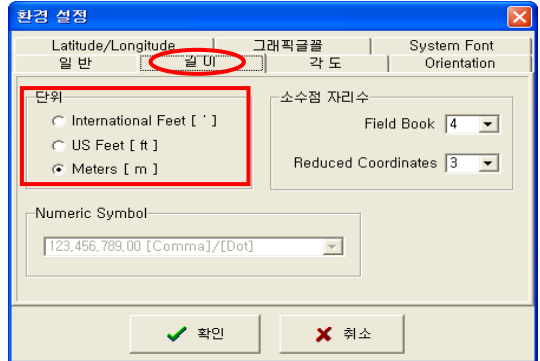 환경 설정
Latitude/Longitude 그래픽글꼴 System Font
일 반 길 이 각 도 Orientation
단위
International Feet [ ' ]
US Feet [ ft ]
Meters [ m ]
소수점 자리수
Field Book 4
Reduced Coordinates 3
Numeric Symbol
123,456,789,00 [Comma]/[Dot]
확인 취소